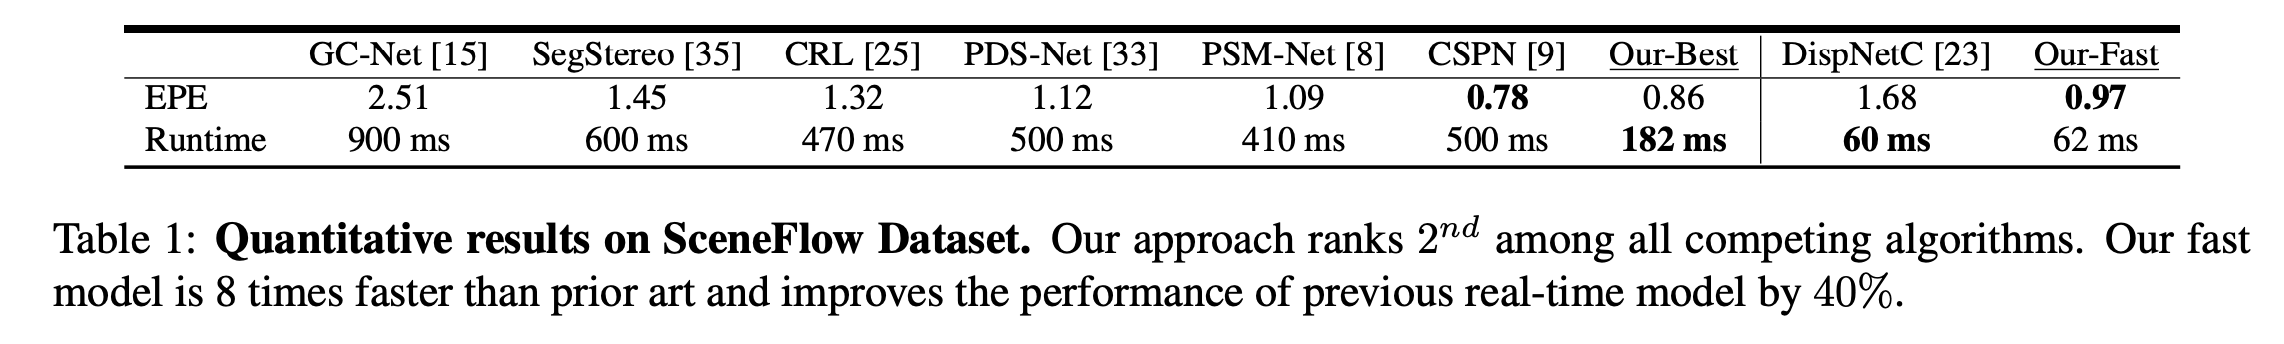 GC-Net [15] SegStereo [35] CRL [25] PDS-Net [33] PSM-Net [8] CSPN [9] Our-Best DispNetC [23] Our-Fast
EPE 2.51 1.45 1.32 1.12 1.09 0.78 0.86 1.68 0.97
Runtime 900 ms 600 ms 470 ms 500 ms 410 ms 500 ms 182 ms 60 ms 62 ms
Table 1: Quantitative results on SceneFlow Dataset. Our approach ranks 2nd among all competing algorithms. Our fast
model is 8 times faster than prior art and improves the performance of previous real-time model by 40%.